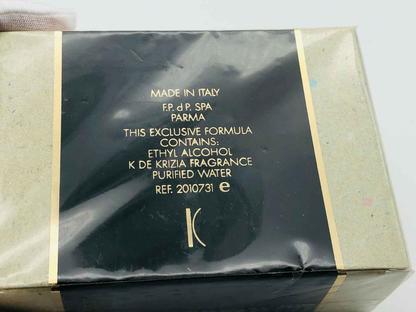 MADE IN ITALY
F.P. d P. SPA
PARMA
THIS EXCLUSIVE FORMULA
CONTAINS:
ETHYL ALCOHOL
K DE KRIZIA FRAGRANCE
PURIFIED WATER
REF. 2010731 ℮
K